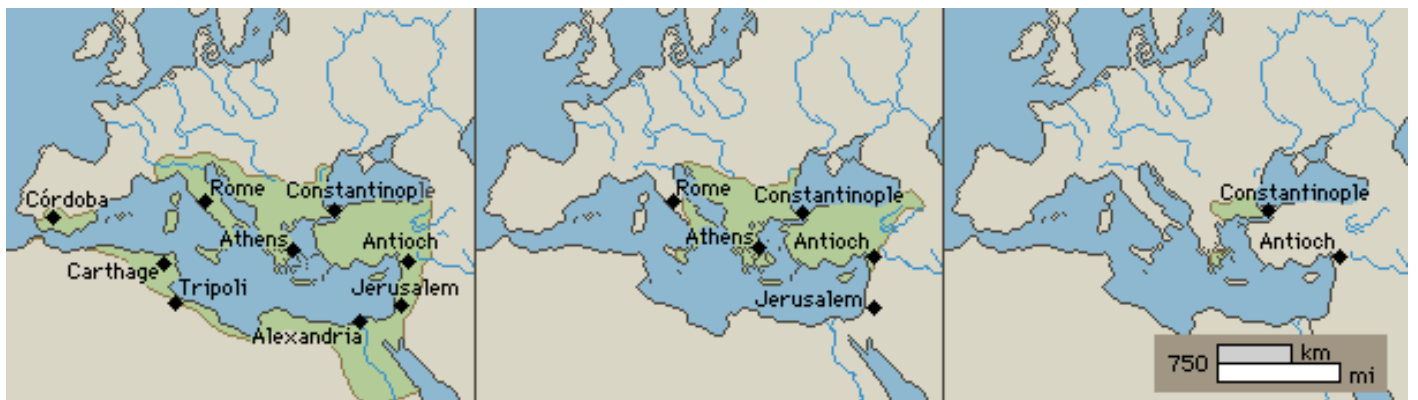 Córdoba
Rome
Constantinople
Athens
Antioch
Carthage
Tripoli
Jerusalem
Alexandria
Rome
Constantinople
Athens
Antioch
Jerusalem
Constantinople
Antioch
750 km
mi